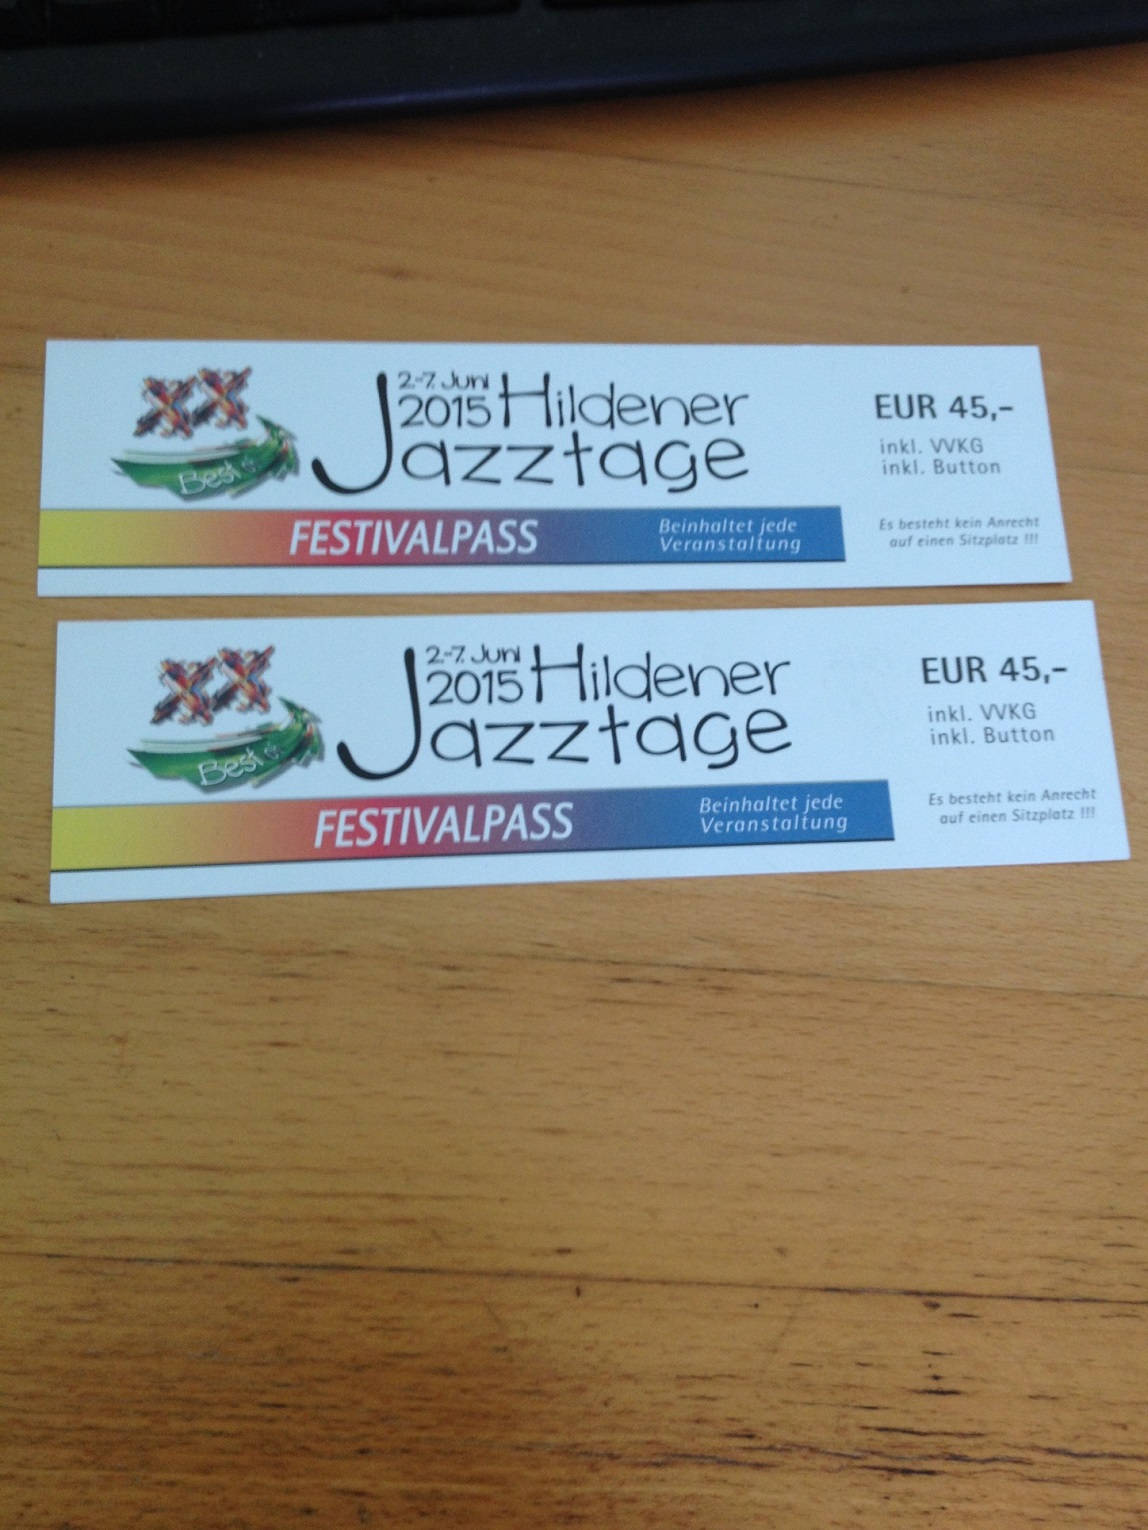 XX
Best of
2.-7. Juni
2015 Hildener
Jazztage
EUR 45,-
inkl. VVKG
inkl. Button
FESTIVALPASS
Beinhaltet jede
Veranstaltung
Es besteht kein Anrecht
auf einen Sitzplatz !!!
XX
Best of
2.-7. Juni
2015 Hildener
Jazztage
EUR 45,-
inkl. VVKG
inkl. Button
FESTIVALPASS
Beinhaltet jede
Veranstaltung
Es besteht kein Anrecht
auf einen Sitzplatz !!!